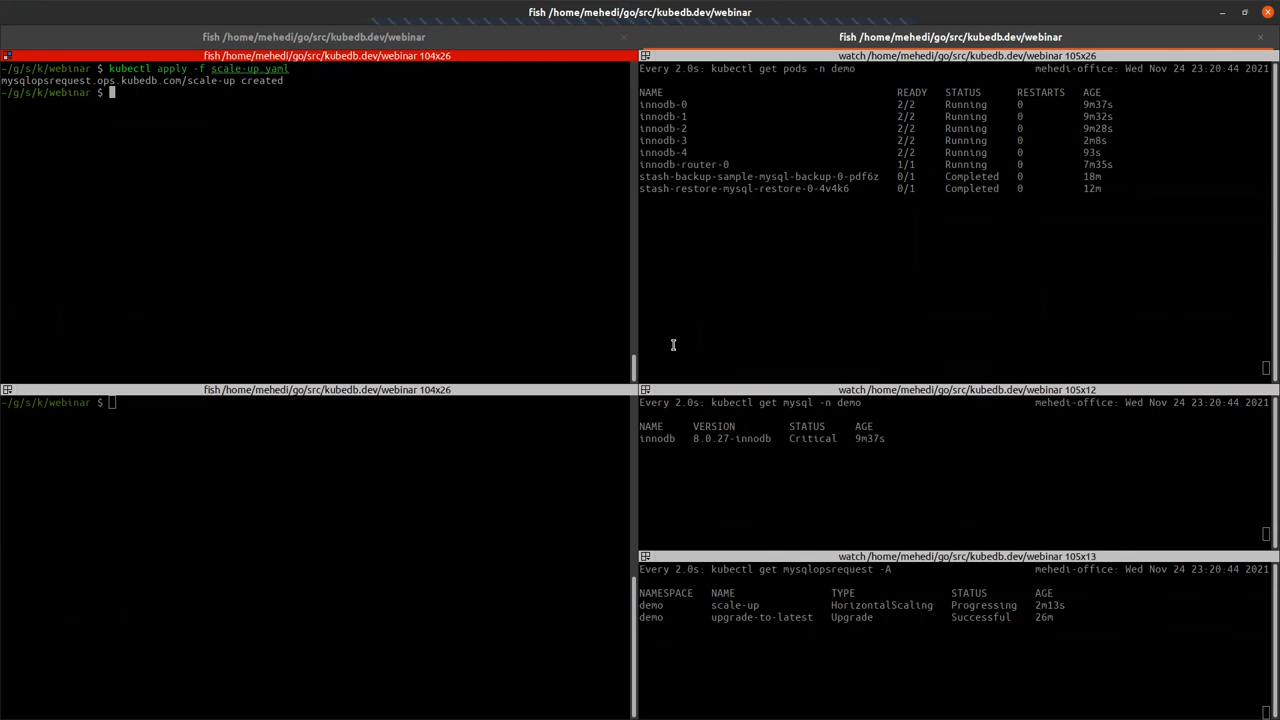 fish /home/mehedi/go/src/kubedb.dev/webinar
fish /home/mehedi/go/src/kubedb.dev/webinar
fish /home/mehedi/go/src/kubedb.dev/webinar
fish /home/mehedi/go/src/kubedb.dev/webinar 104x26
~/g/s/k/webinar $ kubectl apply -f scale-up.yaml
mysqlopsrequest.ops.kubedb.com/scale-up created
~/g/s/k/webinar $
watch /home/mehedi/go/src/kubedb.dev/webinar 105x26
Every 2.0s: kubectl get pods -n demo mehedi-office: Wed Nov 24 23:20:44 2021
NAME READY STATUS RESTARTS AGE
innodb-0 2/2 Running 0 9m37s
innodb-1 2/2 Running 0 9m32s
innodb-2 2/2 Running 0 9m28s
innodb-3 2/2 Running 0 2m8s
innodb-4 2/2 Running 0 93s
innodb-router-0 1/1 Running 0 7m35s
stash-backup-sample-mysql-backup-0-pdf6z 0/1 Completed 0 18m
stash-restore-mysql-restore-0-4v4k6 0/1 Completed 0 12m
fish /home/mehedi/go/src/kubedb.dev/webinar 104x26
~/g/s/k/webinar $
watch /home/mehedi/go/src/kubedb.dev/webinar 105x12
Every 2.0s: kubectl get mysql -n demo mehedi-office: Wed Nov 24 23:20:44 2021
NAME VERSION STATUS AGE
innodb 8.0.27-innodb Critical 9m37s
watch /home/mehedi/go/src/kubedb.dev/webinar 105x13
Every 2.0s: kubectl get mysqlopsrequest -A mehedi-office: Wed Nov 24 23:20:44 2021
NAMESPACE NAME TYPE STATUS AGE
demo scale-up HorizontalScaling Progressing 2m13s
demo upgrade-to-latest Upgrade Successful 26m